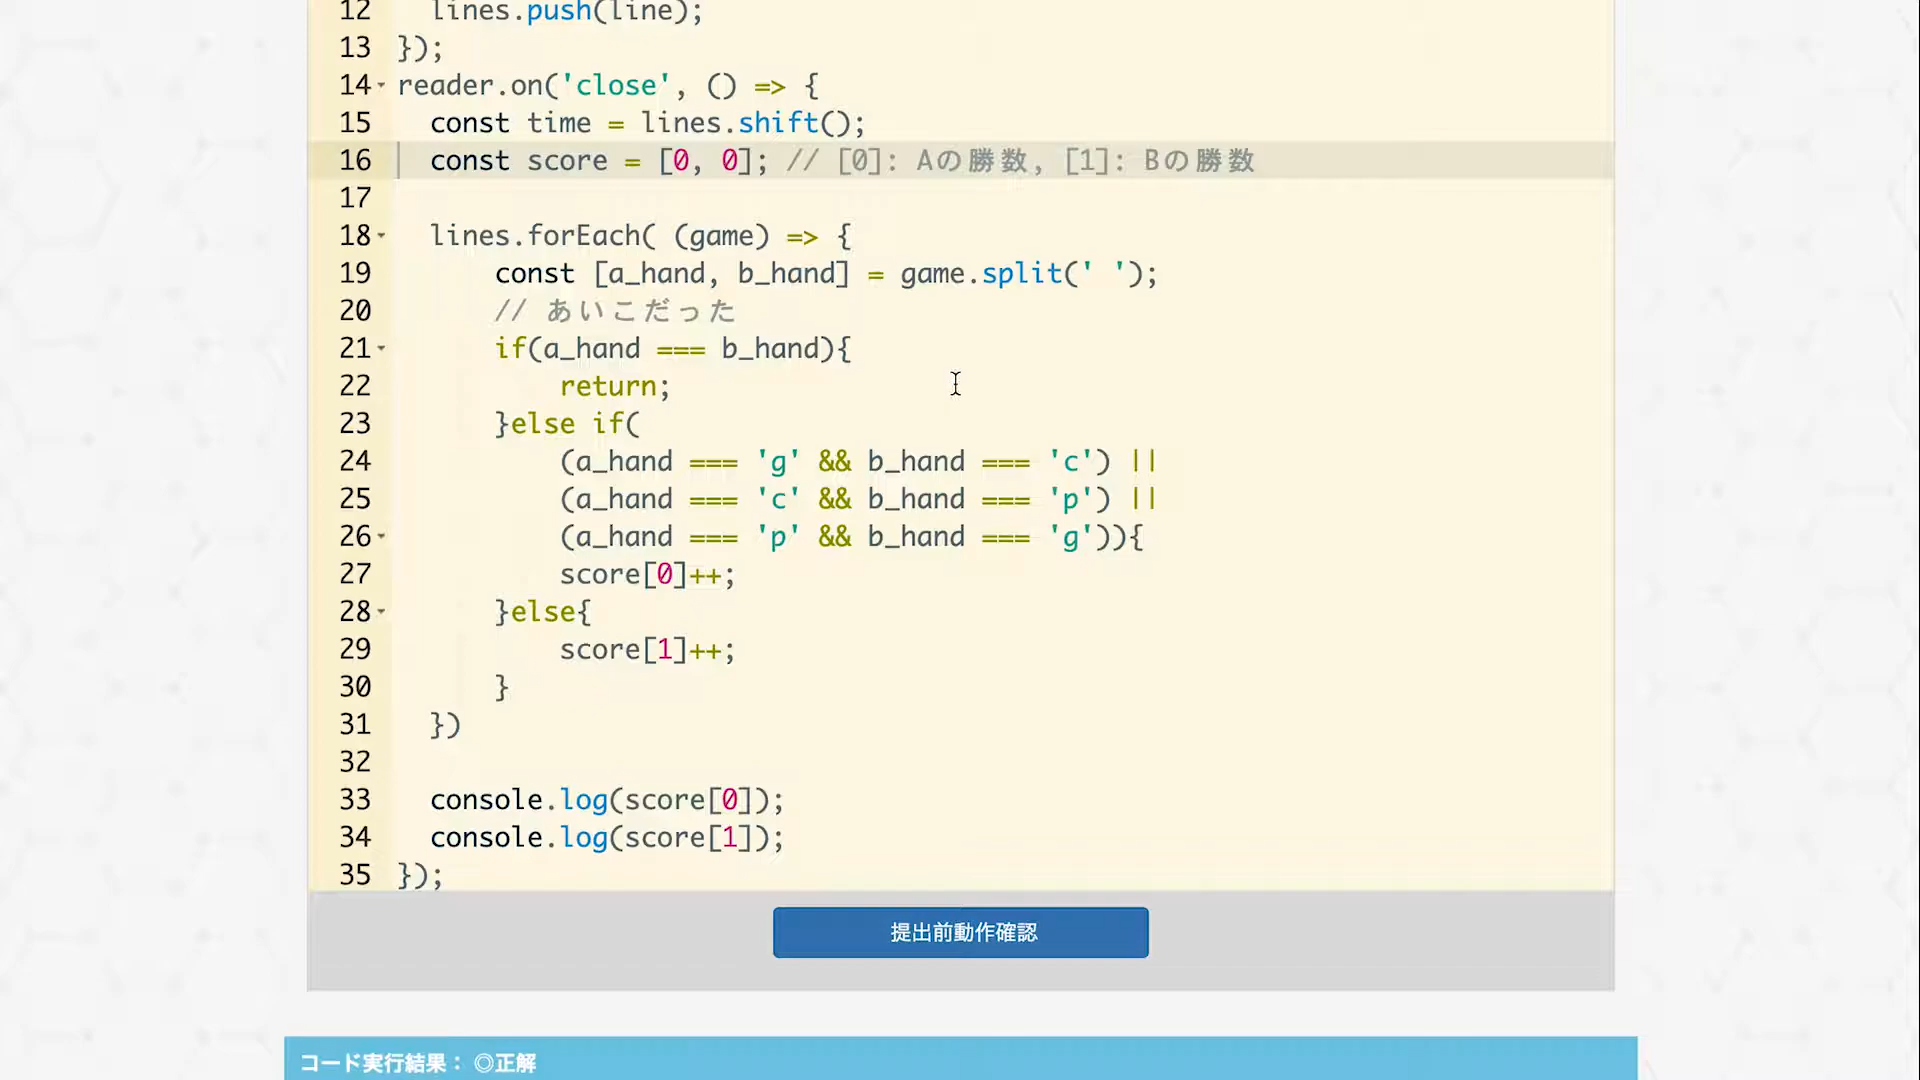 12 lines.push(line);
13 });
14 reader.on('close', () => {
15 const time = lines.shift();
16 const score = [0, 0]; // [0]: Aの勝数, [1]: Bの勝数
17
18 lines.forEach( (game) => {
19 const [a_hand, b_hand] = game.split(' ');
20 // あいこだった
21 if(a_hand === b_hand){
22 return;
23 }else if(
24 (a_hand === 'g' && b_hand === 'c') ||
25 (a_hand === 'c' && b_hand === 'p') ||
26 (a_hand === 'p' && b_hand === 'g')){
27 score[0]++;
28 }else{
29 score[1]++;
30 }
31 })
32
33 console.log(score[0]);
34 console.log(score[1]);
35 });
提出前動作確認
コード実行結果： ◎正解